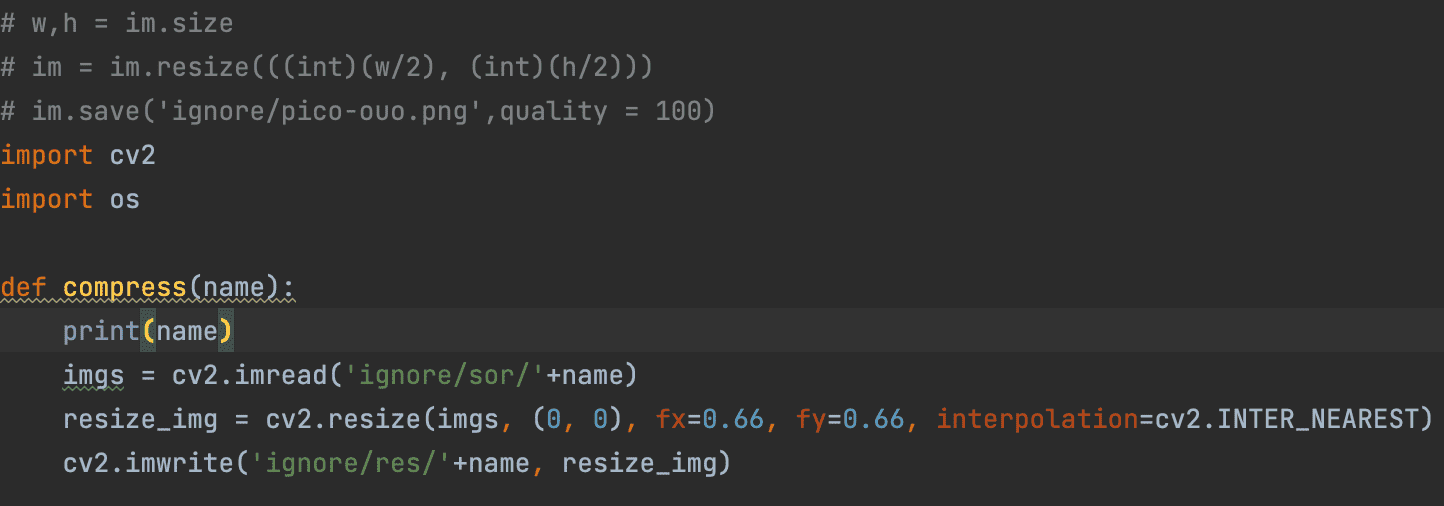 # w,h = im.size
# im = im.resize(((int)(w/2), (int)(h/2)))
# im.save('ignore/pico-ouo.png',quality = 100)
import cv2
import os
def compress(name):
    print(name)
    imgs = cv2.imread('ignore/sor/'+name)
    resize_img = cv2.resize(imgs, (0, 0), fx=0.66, fy=0.66, interpolation=cv2.INTER_NEAREST)
    cv2.imwrite('ignore/res/'+name, resize_img)